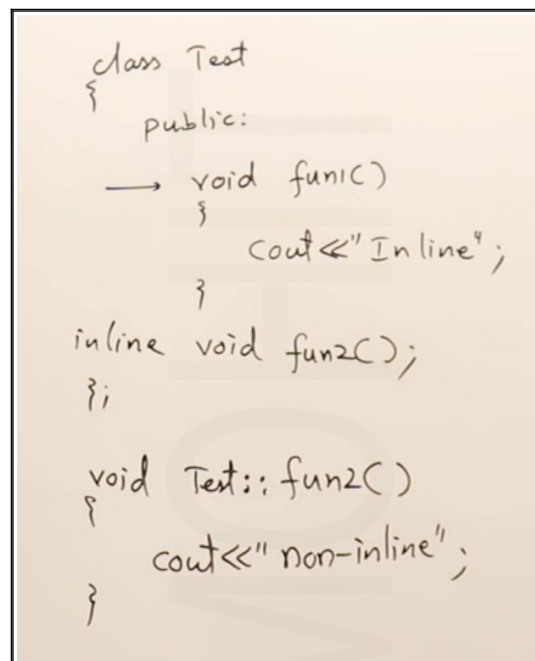 class Test
{
public:
→ void fun1()
{
cout<<"Inline";
}
inline void fun2();
};
void Test::fun2()
{
cout<<"non-inline";
}